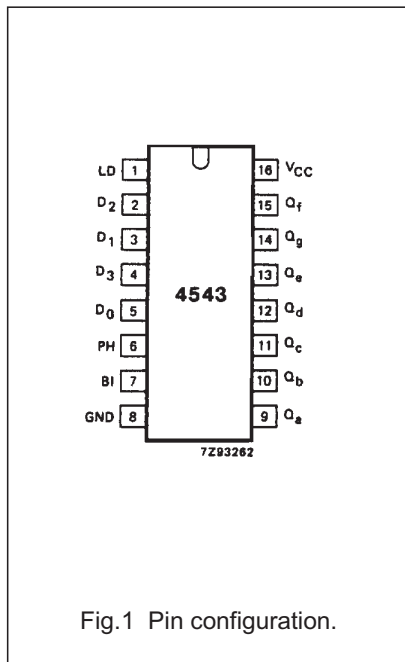 LD 1 16 VCC
D2 2 15 Qf
D1 3 14 Qg
D3 4 13 Qe
4543
D0 5 12 Qd
PH 6 11 Qc
BI 7 10 Qb
GND 8 9 Qa
7Z93262
Fig.1 Pin configuration.